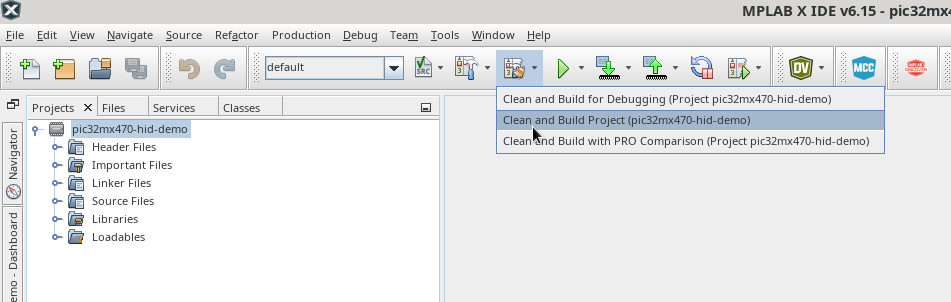 MPLAB X IDE v6.15 - pic32mx4
File Edit View Navigate Source Refactor Production Debug Team Tools Window Help
default
SRC
DV
MCC
Projects Files Services Classes
Clean and Build for Debugging (Project pic32mx470-hid-demo)
Clean and Build Project (pic32mx470-hid-demo)
Clean and Build with PRO Comparison (Project pic32mx470-hid-demo)
pic32mx470-hid-demo
Header Files
Important Files
Linker Files
Source Files
Libraries
Loadables
Navigator
emo - Dashboard